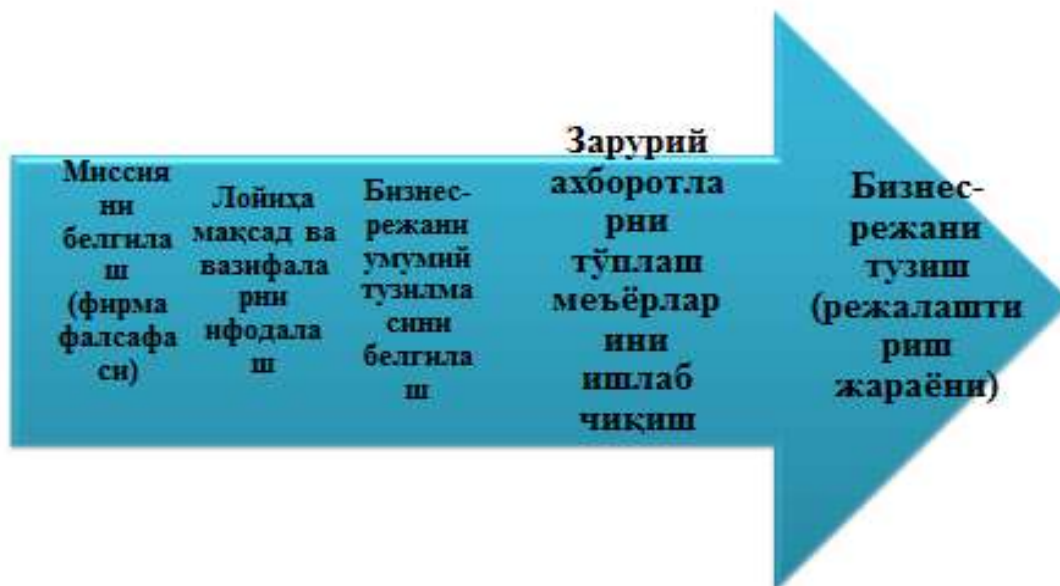 Миссия
ни
белгила
ш
(фирма
фалсафа
си)
Лойиҳа
мақсад ва
вазифала
рни
ифодала
ш
Бизнес-
режани
умумий
тузилма
сини
белгила
ш
Зарурий
ахборотла
рни
тўплаш
меъёрлар
ини
ишлаб
чиқиш
Бизнес-
режани
тузиш
(режалашти
риш
жараёни)